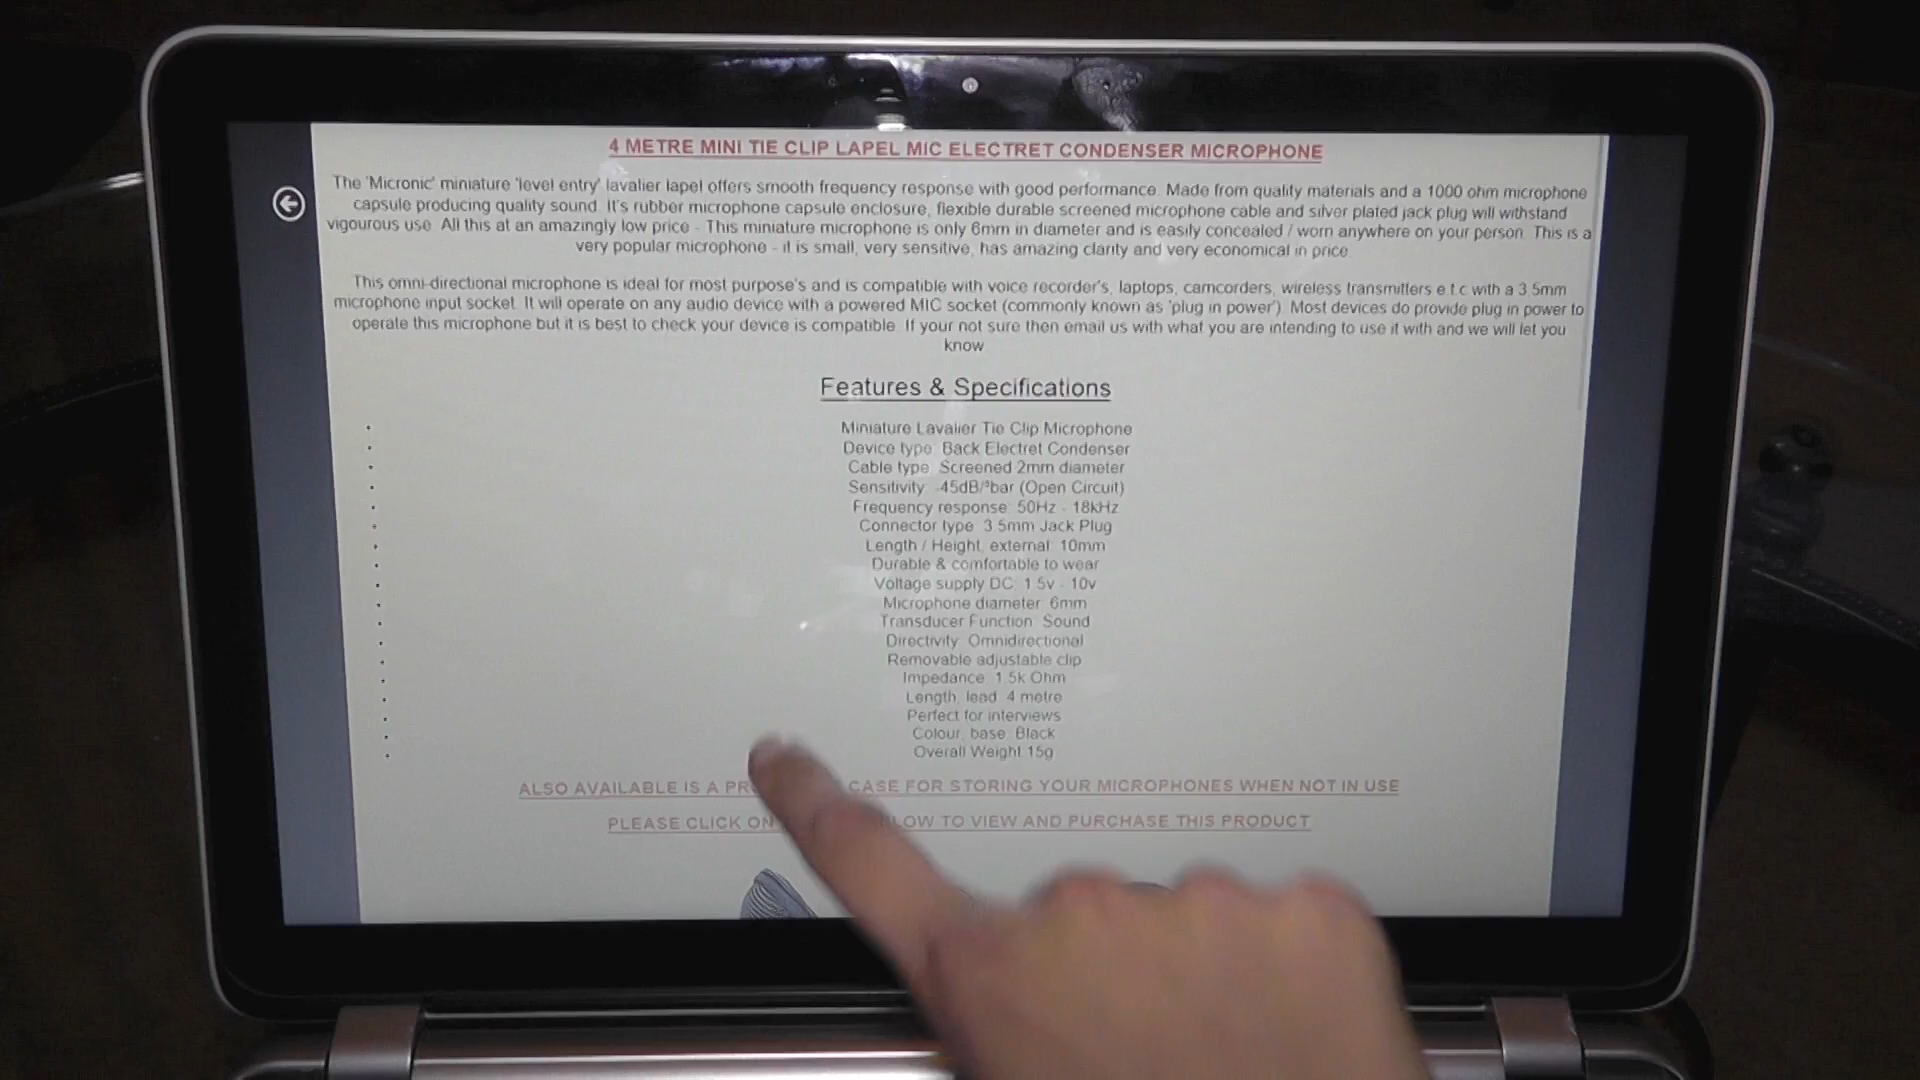 4 METRE MINI TIE CLIP LAPEL MIC ELECTRET CONDENSER MICROPHONE
The 'Micronic' miniature 'level entry' lavalier lapel offers smooth frequency response with good performance. Made from quality materials and a 1000 ohm microphone
capsule producing quality sound. It's rubber microphone capsule enclosure, flexible durable screened microphone cable and silver plated jack plug will withstand
vigourous use. All this at an amazingly low price - This miniature microphone is only 6mm in diameter and is easily concealed / worn anywhere on your person. This is a
very popular microphone - it is small, very sensitive, has amazing clarity and very economical in price.
This omni-directional microphone is ideal for most purpose's and is compatible with voice recorder's, laptops, camcorders, wireless transmitters e.t.c with a 3.5mm
microphone input socket. It will operate on any audio device with a powered MIC socket (commonly known as 'plug in power'). Most devices do provide plug in power to
operate this microphone but it is best to check your device is compatible. If your not sure then email us with what you are intending to use it with and we will let you
know
Features & Specifications
Miniature Lavalier Tie Clip Microphone
Device type: Back Electret Condenser
Cable type: Screened 2mm diameter
Sensitivity: -45dB/³bar (Open Circuit)
Frequency response: 50Hz - 18kHz
Connector type: 3.5mm Jack Plug
Length / Height, external: 10mm
Durable & comfortable to wear
Voltage supply DC: 1.5v - 10v
Microphone diameter: 6mm
Transducer Function: Sound
Directivity: Omnidirectional
Removable adjustable clip
Impedance: 1.5k Ohm
Length, lead: 4 metre
Perfect for interviews
Colour, base: Black
Overall Weight:15g
ALSO AVAILABLE IS A CASE FOR STORING YOUR MICROPHONES WHEN NOT IN USE
PLEASE CLICK ON TO VIEW AND PURCHASE THIS PRODUCT